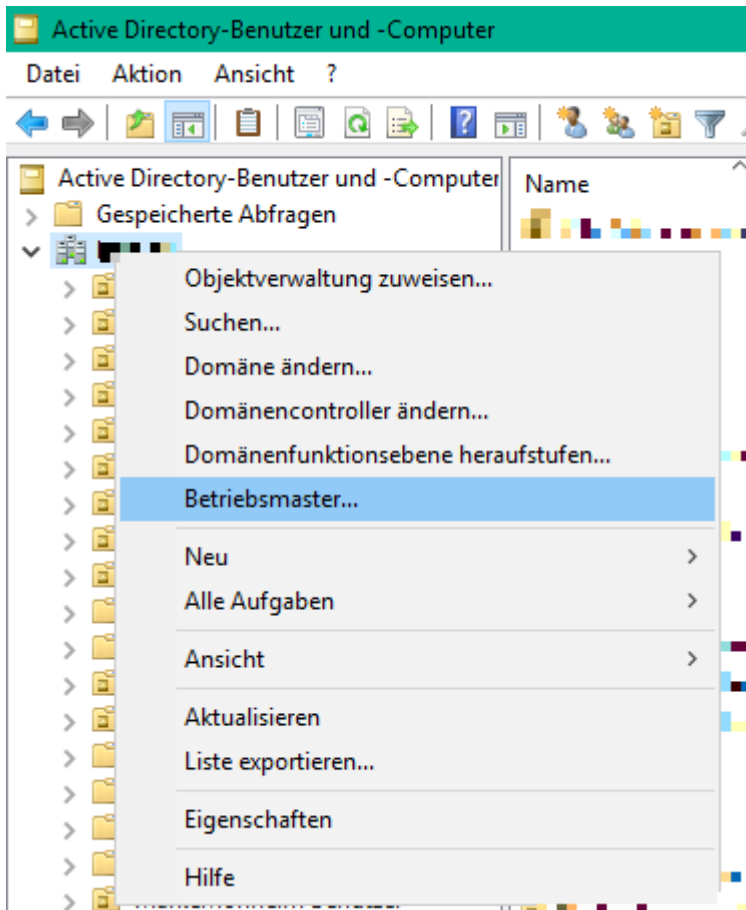 Active Directory-Benutzer und -Computer
Datei Aktion Ansicht ?
Active Directory-Benutzer und -Computer
Name
Gespeicherte Abfragen
Objektverwaltung zuweisen...
Suchen...
Domäne ändern...
Domänencontroller ändern...
Domänenfunktionsebene heraufstufen...
Betriebsmaster...
Neu
Alle Aufgaben
Ansicht
Aktualisieren
Liste exportieren...
Eigenschaften
Hilfe